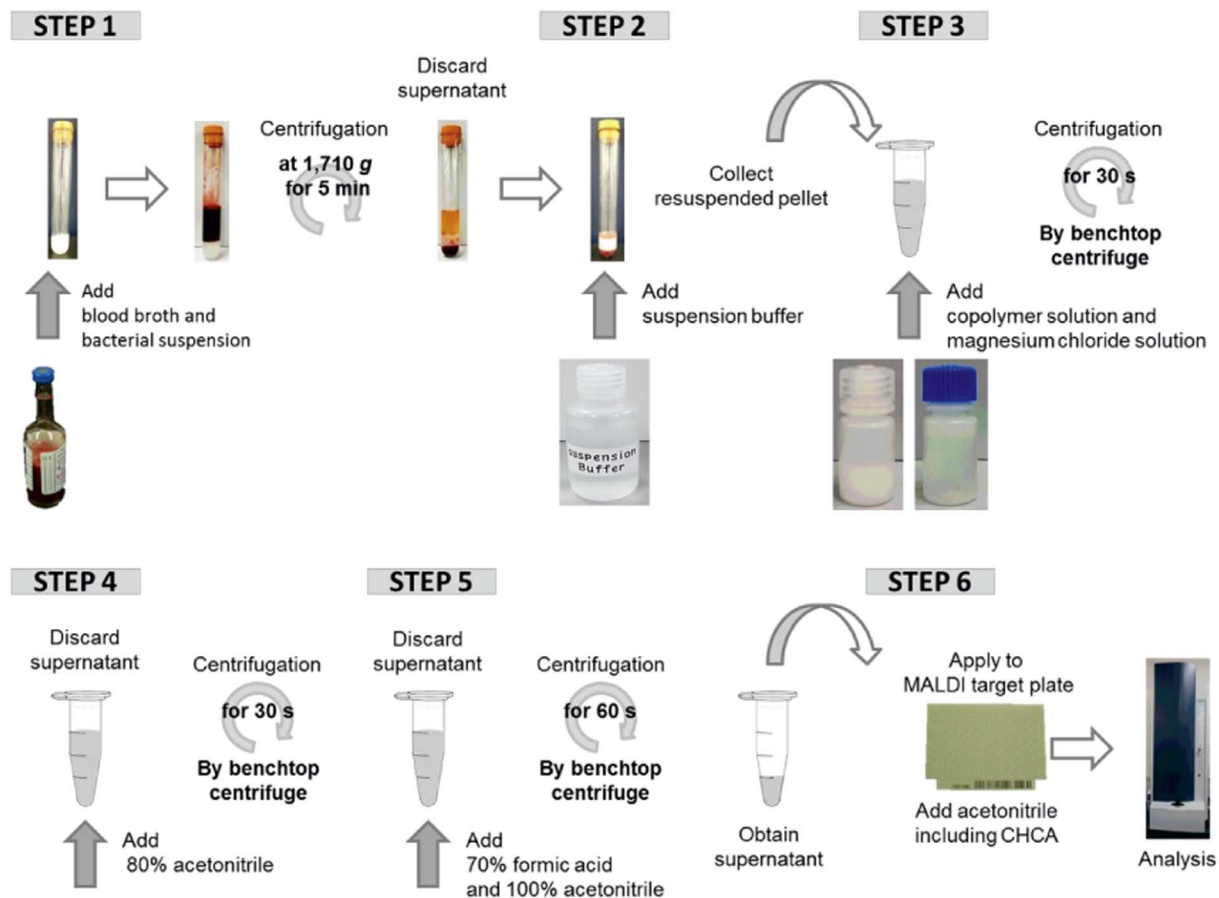 STEP 1
Centrifugation
at 1,710 g
for 5 min
Discard
supernatant
Add
blood broth and
bacterial suspension
STEP 2
Add
suspension buffer
Suspension
Buffer
Collect
resuspended pellet
STEP 3
Centrifugation
for 30 s
By benchtop
centrifuge
Add
copolymer solution and
magnesium chloride solution
STEP 4
Discard
supernatant
Centrifugation
for 30 s
By benchtop
centrifuge
Add
80% acetonitrile
STEP 5
Discard
supernatant
Centrifugation
for 60 s
By benchtop
centrifuge
Add
70% formic acid
and 100% acetonitrile
Obtain
supernatant
STEP 6
Apply to
MALDI target plate
Add acetonitrile
including CHCA
Analysis